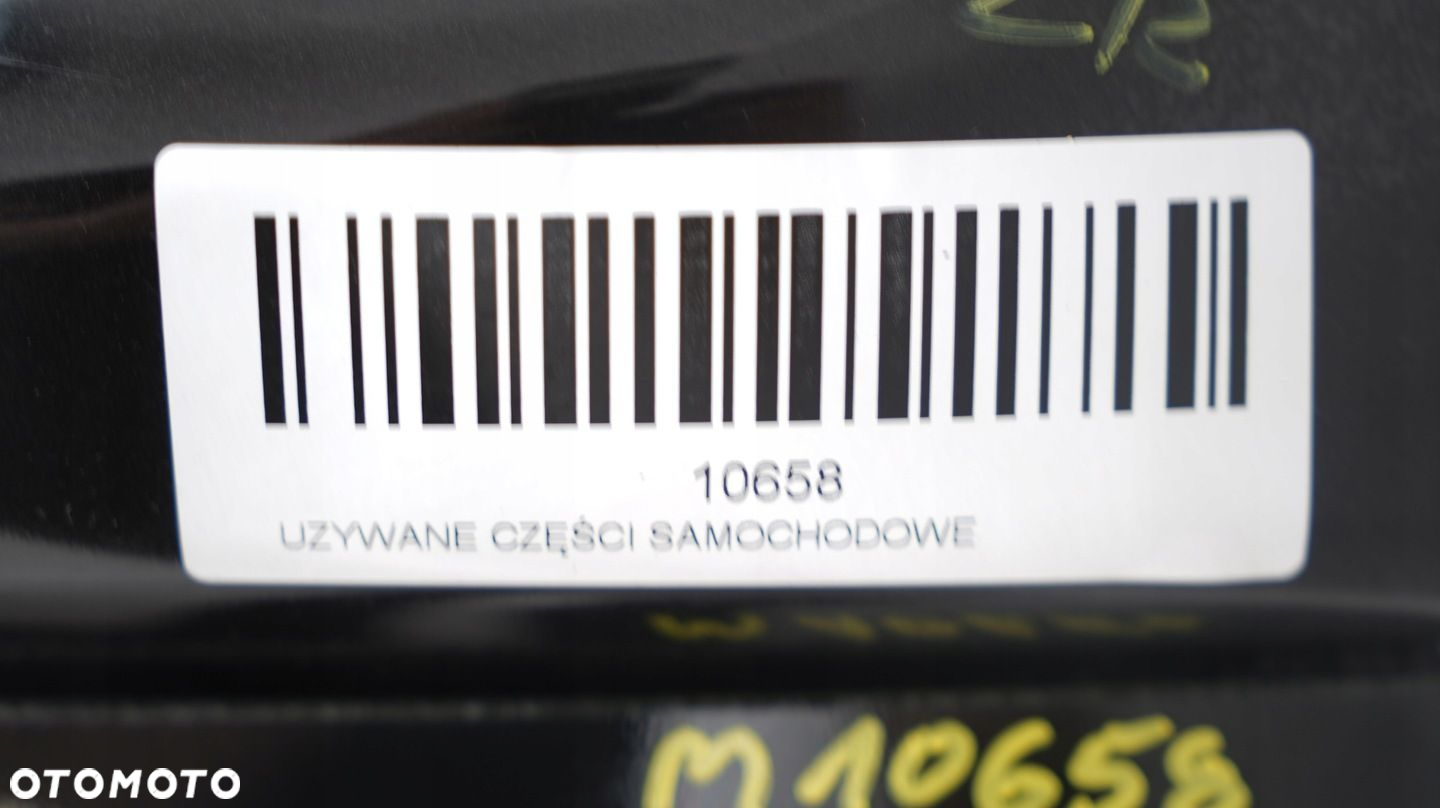 10658
UZYWANE CZĘŚCI SAMOCHODOWE
M10658
OTOMOTO